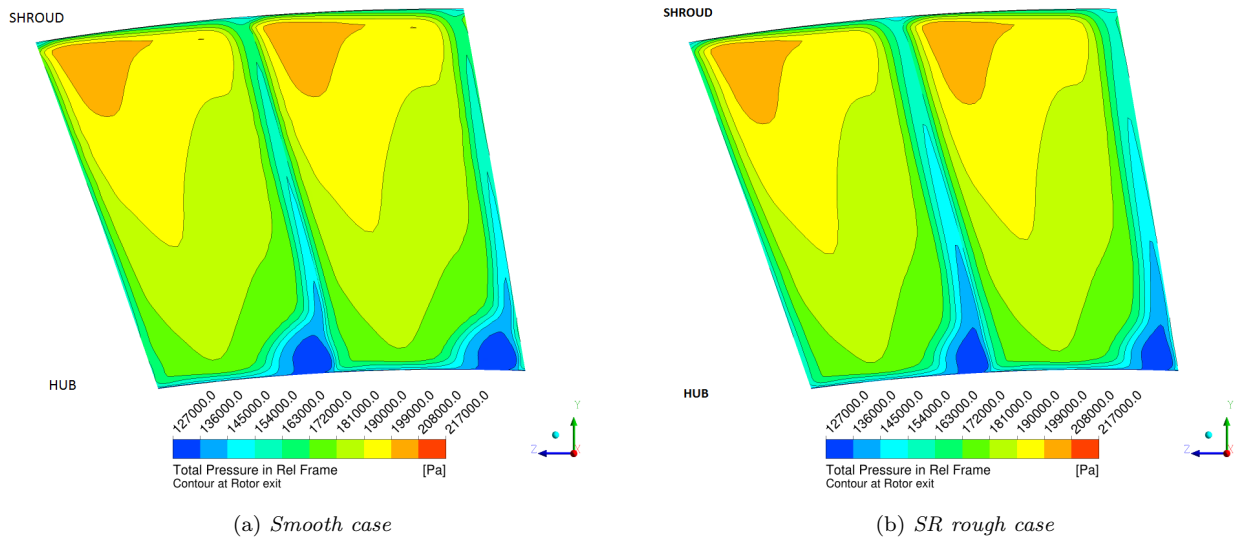 SHROUD
HUB
127000.0
136000.0
145000.0
154000.0
163000.0
172000.0
181000.0
190000.0
199000.0
208000.0
217000.0
Total Pressure in Rel Frame [Pa]
Contour at Rotor exit
Y
Z
X
(a) Smooth case
SHROUD
HUB
127000.0
136000.0
145000.0
154000.0
163000.0
172000.0
181000.0
190000.0
199000.0
208000.0
217000.0
Total Pressure in Rel Frame [Pa]
Contour at Rotor exit
Y
Z
X
(b) SR rough case